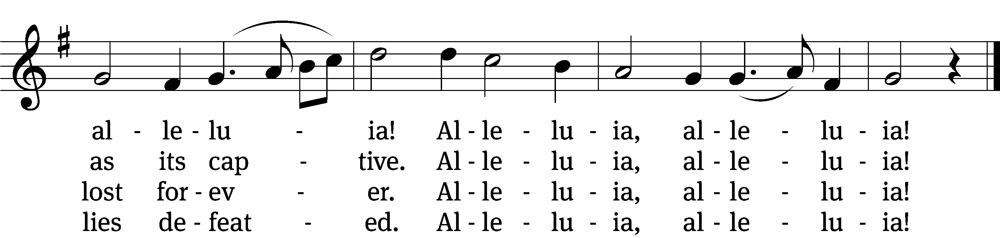 al - le - lu - ia! Al - le - lu - ia, al - le - lu - ia!
as its cap - tive. Al - le - lu - ia, al - le - lu - ia!
lost for - ev - er. Al - le - lu - ia, al - le - lu - ia!
lies de - feat - ed. Al - le - lu - ia, al - le - lu - ia!